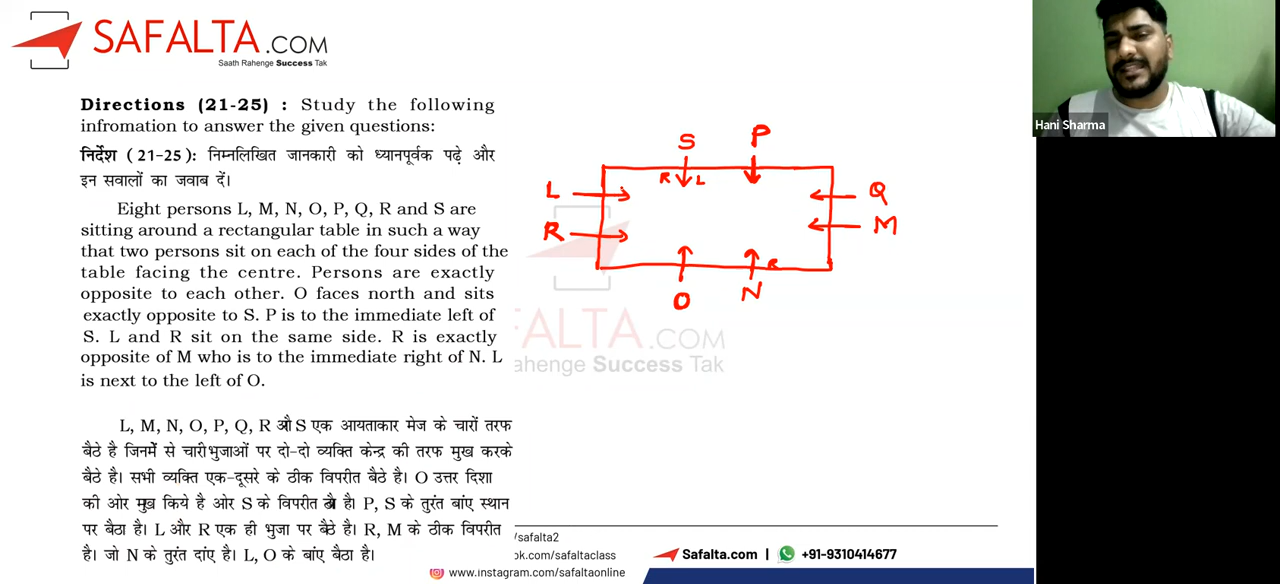 SAFALTA.COM
Saath Rahenge Success Tak
Hani Sharma
Directions (21-25) : Study the following
infromation to answer the given questions:
निर्देश (21-25): निम्नलिखित जानकारी को ध्यानपूर्वक पढ़े और
इन सवालों का जवाब दें।
Eight persons L, M, N, O, P, Q, R and S are
sitting around a rectangular table in such a way
that two persons sit on each of the four sides of the
table facing the centre. Persons are exactly
opposite to each other. O faces north and sits
exactly opposite to S. P is to the immediate left of
S. L and R sit on the same side. R is exactly
opposite of M who is to the immediate right of N. L
is next to the left of O.
L, M, N, O, P, Q, R और S एक आयताकार मेज के चारों तरफ
बैठे है जिनमें से चारों भुजाओं पर दो-दो व्यक्ति केन्द्र की तरफ मुख करके
बैठे है। सभी व्यक्ति एक-दूसरे के ठीक विपरीत बैठे है। O उत्तर दिशा
की ओर मुख किये है ओर S के विपरीत बैठा है। P, S के तुरंत बांए स्थान
पर बैठा है। L और R एक ही भुजा पर बैठे है। R, M के ठीक विपरीत
है। जो N के तुरंत दांए है। L, O के बांए बैठा है।
S P
R L
L Q
R M
R
O N
FALTA.COM
ahenge Success Tak
/safalta2
ok.com/safaltaclass
Safalta.com | +91-9310414677
www.instagram.com/safaltaonline